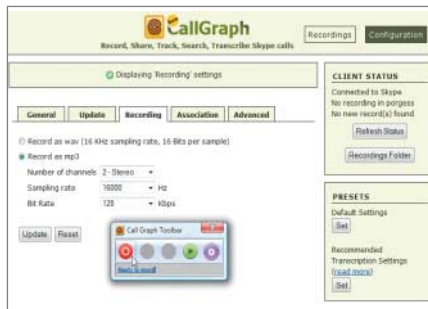 CallGraph
Record, Share, Track, Search, Transcribe Skype calls
Recordings
Configuration
Displaying 'Recording' settings
General
Update
Recording
Association
Advanced
Record as wav (16 KHz sampling rate, 16 Bits per sample)
Record as mp3
Number of channels 2 - Stereo
Sampling rate 16000 Hz
Bit Rate 128 Kbps
Update
Reset
Call Graph Toolbar
Ready to record
CLIENT STATUS
Connected to Skype
No recording in porgess
No new record(s) found
Refresh Status
Recordings Folder
PRESETS
Default Settings
Set
Recommended
Transcription Settings
(read more)
Set